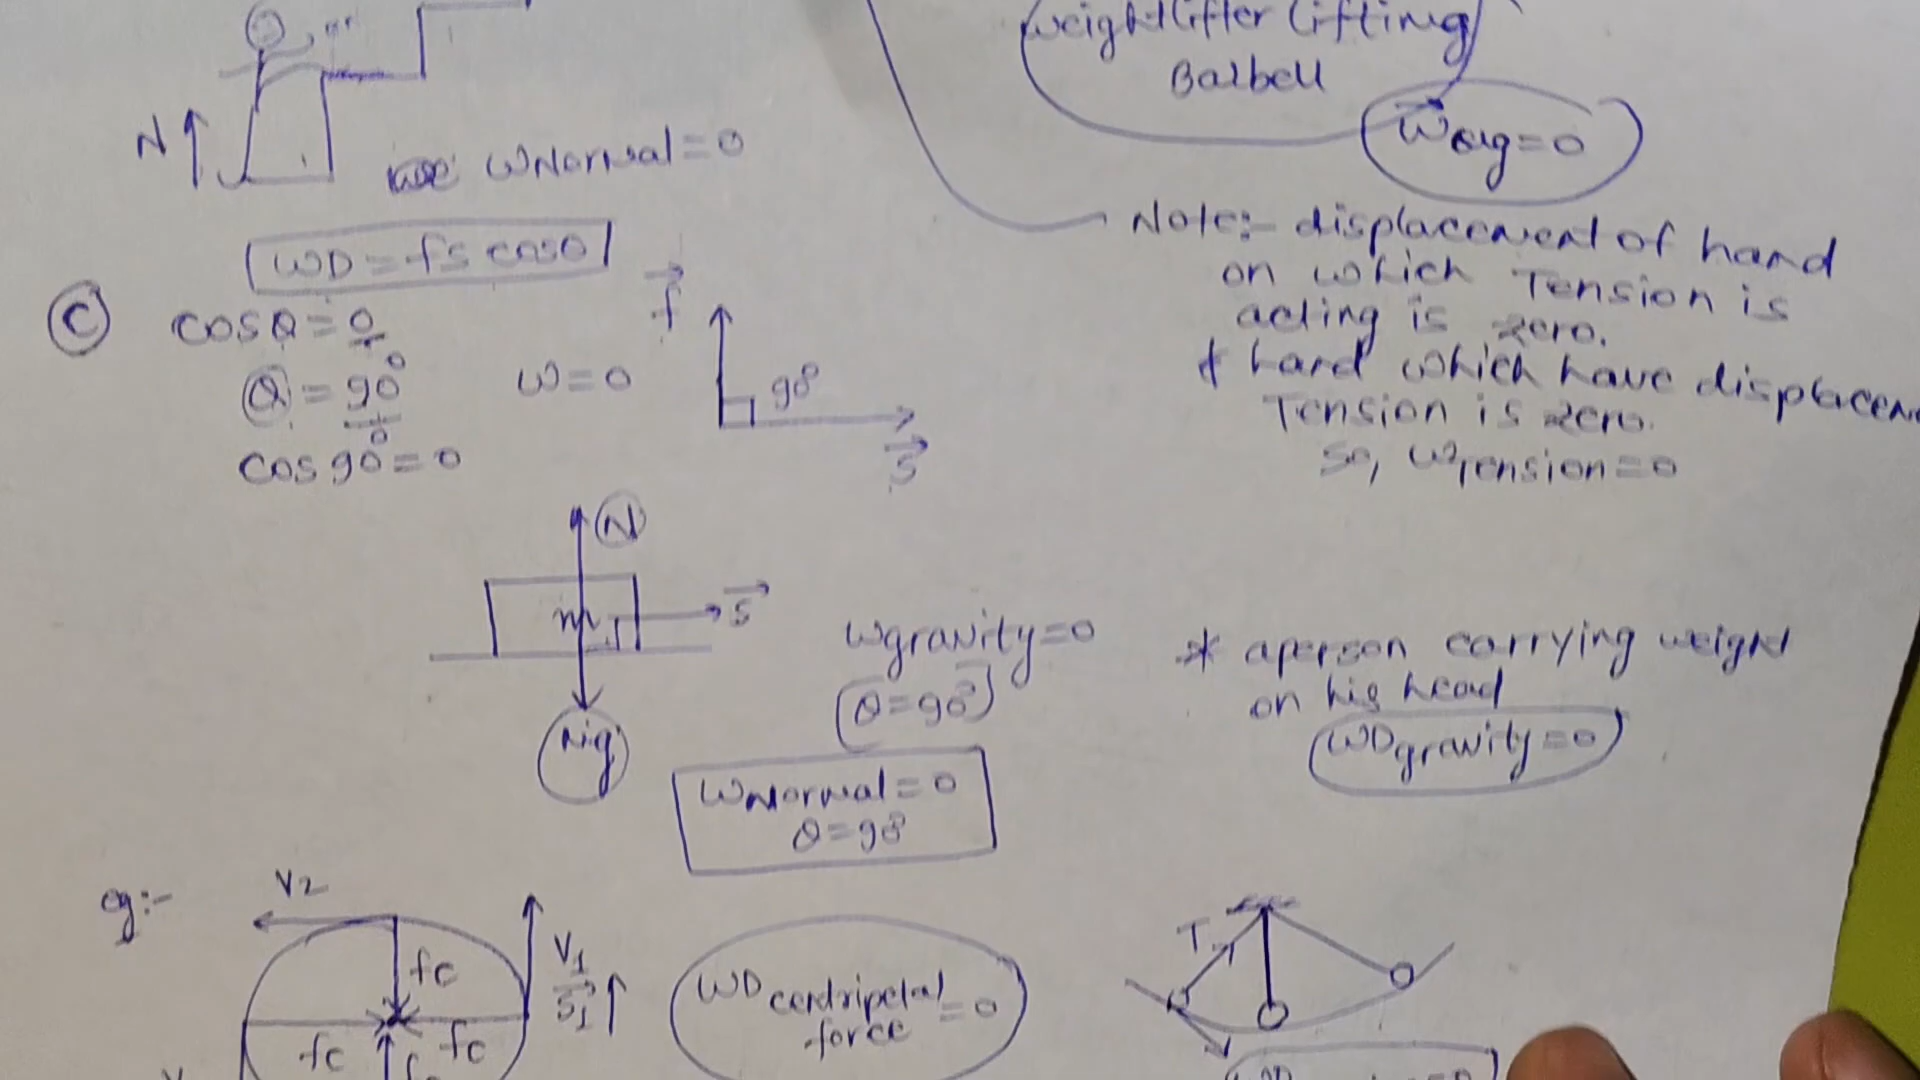 weightlifter lifting
Barbell
N
W Normal = 0
W = 0
WD = fs cosθ
Note:- displacement of hand
on which Tension is
acting is zero.
* hand which have displacem
Tension is zero.
So, WTension = 0
C
cosθ = 0
θ = 90°
cos 90° = 0
W = 0
f
90°
s
N
m
s
mg
Wgravity = 0
θ = 90°
WNormal = 0
θ = 90°
* a person carrying weight
on his head
WDgravity = 0
eg:-
V2
V1
S1
fc
fc
fc
WD centripetal = 0
force
T